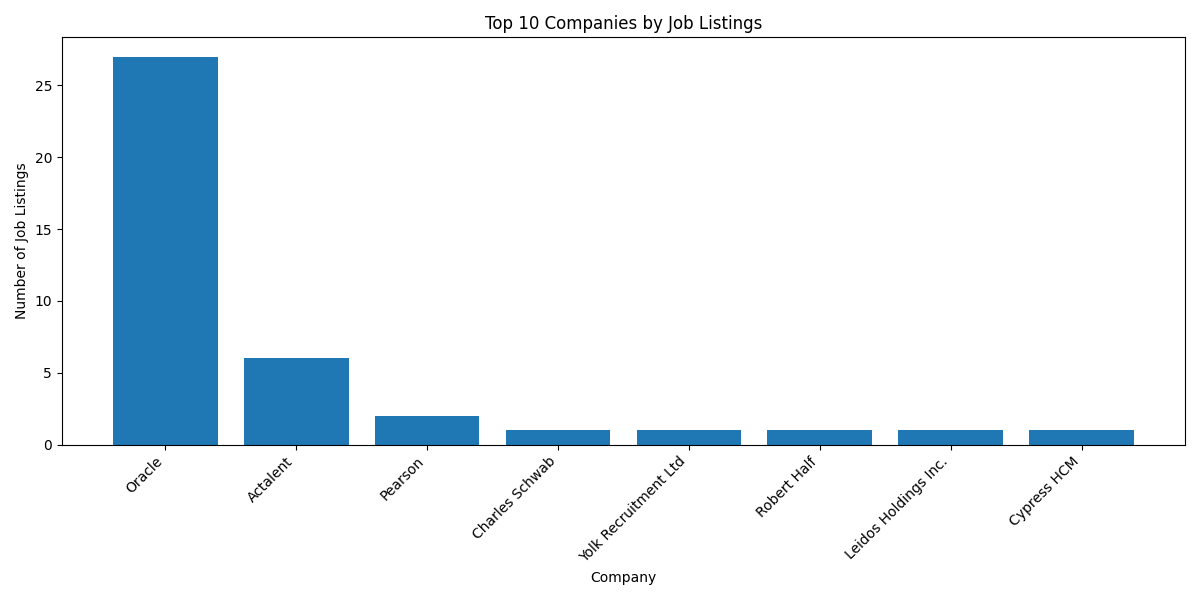 Top 10 Companies by Job Listings
Number of Job Listings
25
20
15
10
5
0
Oracle
Actalent
Pearson
Charles Schwab
Yolk Recruitment Ltd
Robert Half
Leidos Holdings Inc.
Cypress HCM
Company